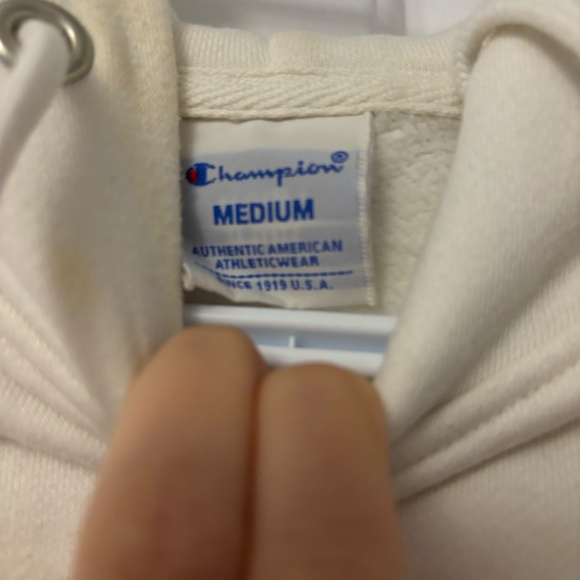 Champion®
MEDIUM
AUTHENTIC AMERICAN
ATHLETICWEAR
SINCE 1919 U.S.A.